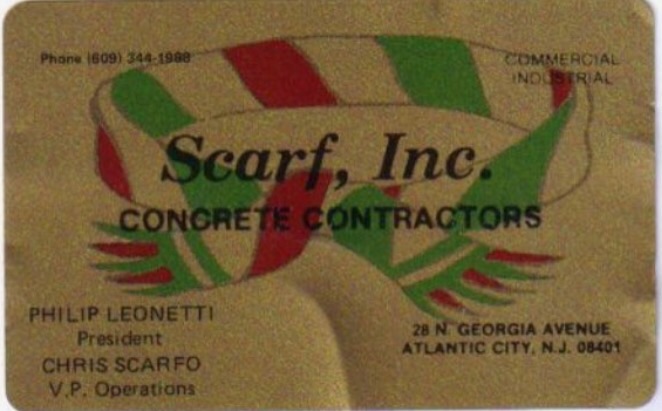 Phone (609) 344-1988
COMMERCIAL
INDUSTRIAL
Scarf, Inc.
CONCRETE CONTRACTORS
PHILIP LEONETTI
President
CHRIS SCARFO
V.P. Operations
28 N. GEORGIA AVENUE
ATLANTIC CITY, N.J. 08401